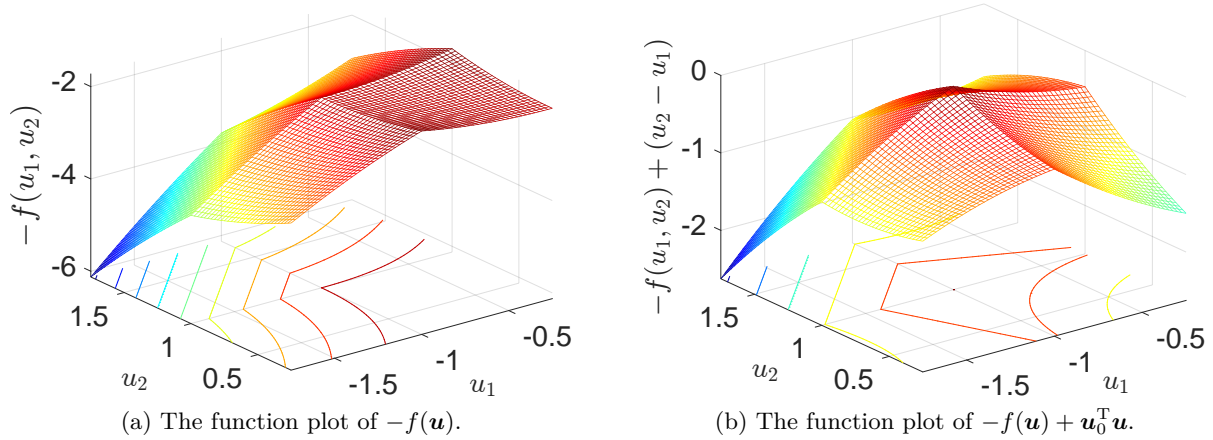 −f(u₁, u₂)
-2
-4
-6
1.5
1
0.5
u₂
-1.5
-1
-0.5
u₁
(a) The function plot of −f(𝒖).
−f(u₁, u₂) + (u₂ − u₁)
0
-1
-2
1.5
1
0.5
u₂
-1.5
-1
-0.5
u₁
(b) The function plot of −f(𝒖) + 𝒖₀ᵀ𝒖.